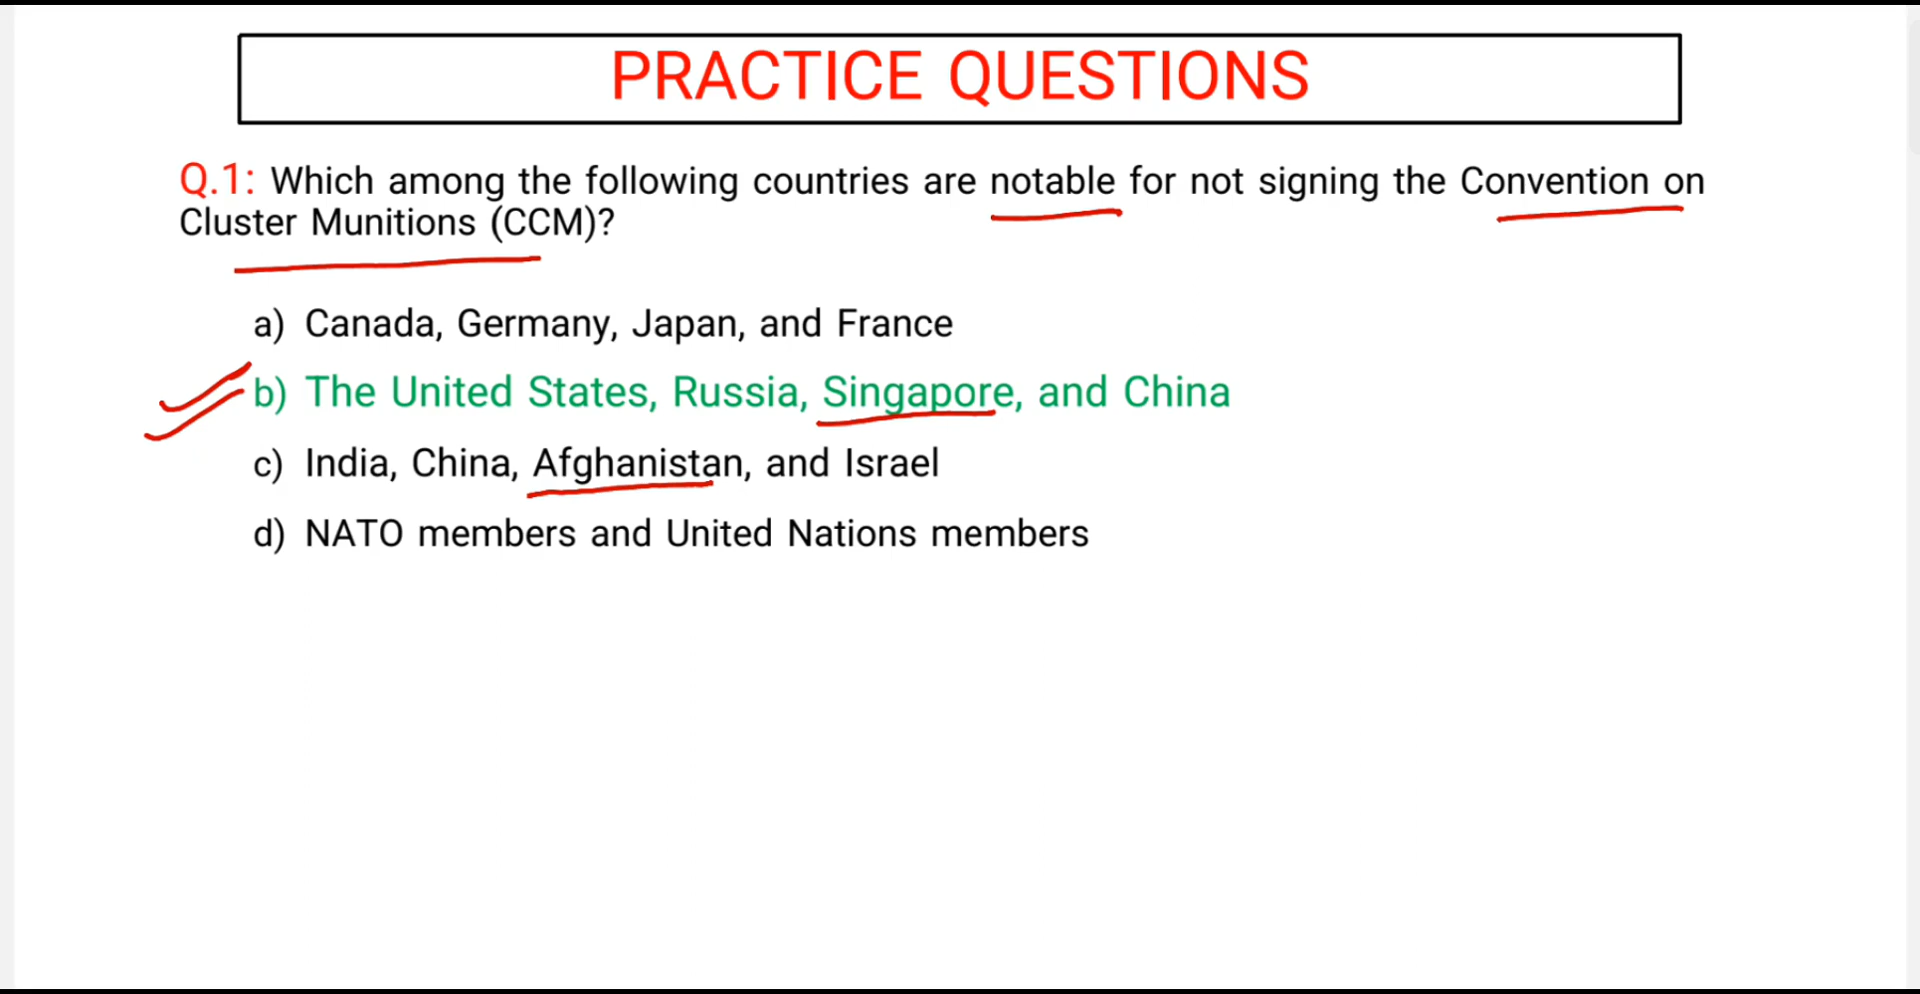 PRACTICE QUESTIONS
Q.1: Which among the following countries are notable for not signing the Convention on
Cluster Munitions (CCM)?
a) Canada, Germany, Japan, and France
b) The United States, Russia, Singapore, and China
c) India, China, Afghanistan, and Israel
d) NATO members and United Nations members